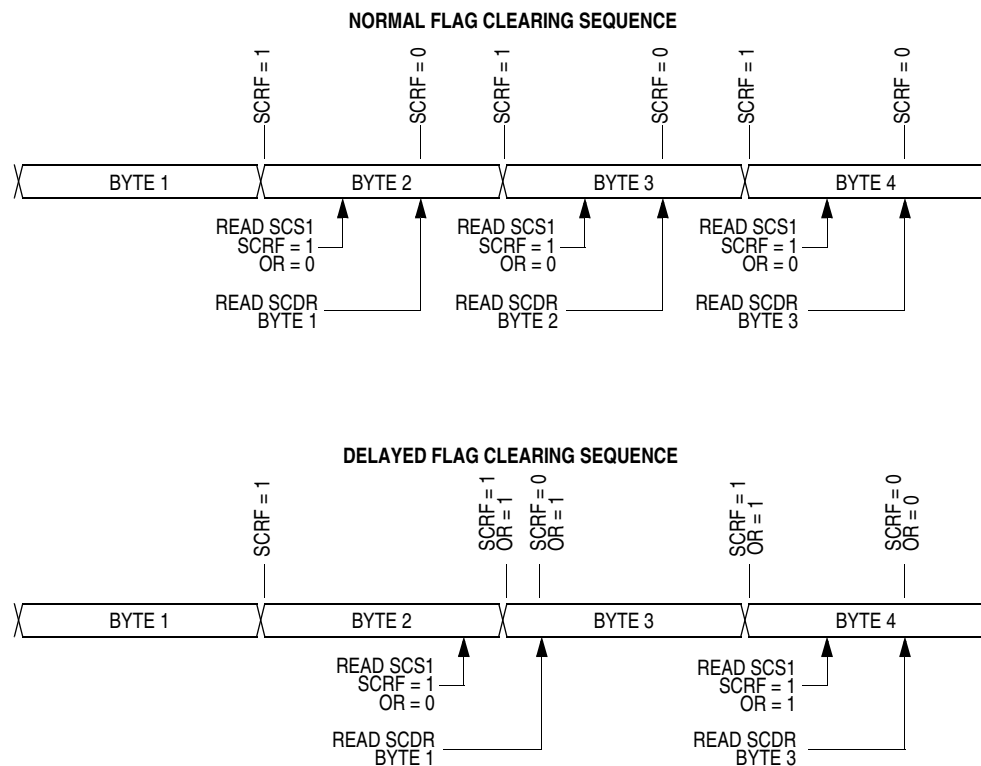 NORMAL FLAG CLEARING SEQUENCE
SCRF = 1
SCRF = 0
SCRF = 1
SCRF = 0
SCRF = 1
SCRF = 0
BYTE 1
BYTE 2
BYTE 3
BYTE 4
READ SCS1
SCRF = 1
OR = 0
READ SCS1
SCRF = 1
OR = 0
READ SCS1
SCRF = 1
OR = 0
READ SCDR
BYTE 1
READ SCDR
BYTE 2
READ SCDR
BYTE 3
DELAYED FLAG CLEARING SEQUENCE
SCRF = 1
SCRF = 1
OR = 1
SCRF = 0
OR = 1
SCRF = 1
OR = 1
SCRF = 0
OR = 0
BYTE 1
BYTE 2
BYTE 3
BYTE 4
READ SCS1
SCRF = 1
OR = 0
READ SCS1
SCRF = 1
OR = 1
READ SCDR
BYTE 1
READ SCDR
BYTE 3